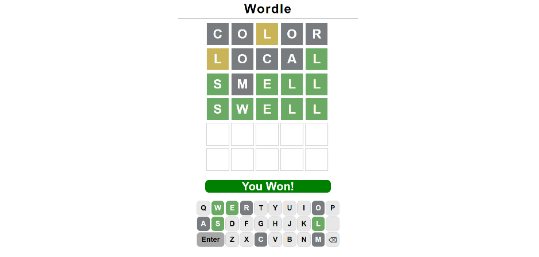 Wordle
C O L O R
L O C A L
S M E L L
S W E L L
You Won!
Q W E R T Y U I O P
A S D F G H J K L
Enter Z X C V B N M ⌫